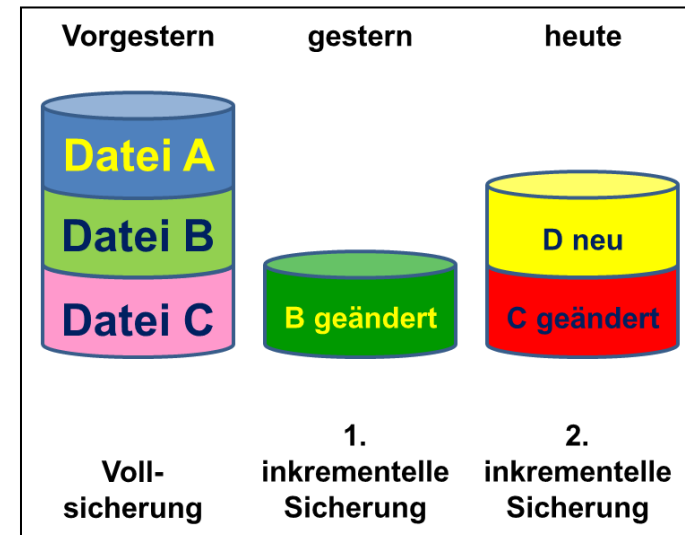 Vorgestern gestern heute
Datei A
Datei B
Datei C
B geändert
D neu
C geändert
Voll-
sicherung
1.
inkrementelle
Sicherung
2.
inkrementelle
Sicherung